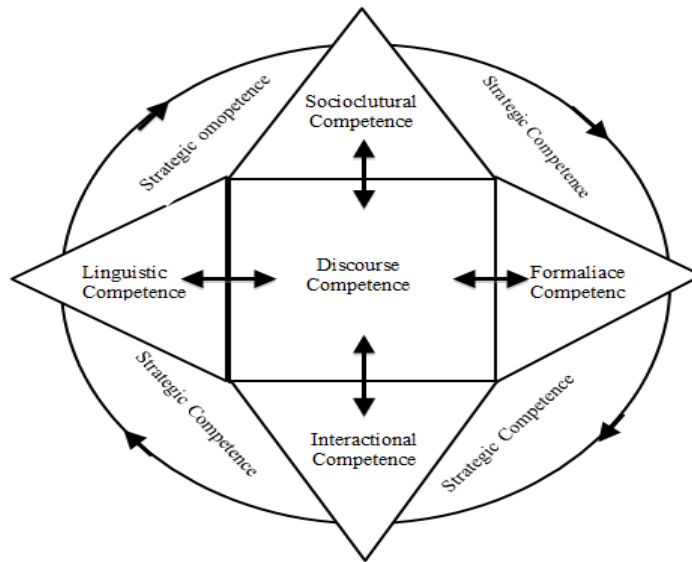 Socioclutural
Competence
Strategic omopetence
Strategic Competence
Linguistic
Competence
Discourse
Competence
Formaliace
Competenc
Strategic Competence
Interactional
Competence
Strategic Competence